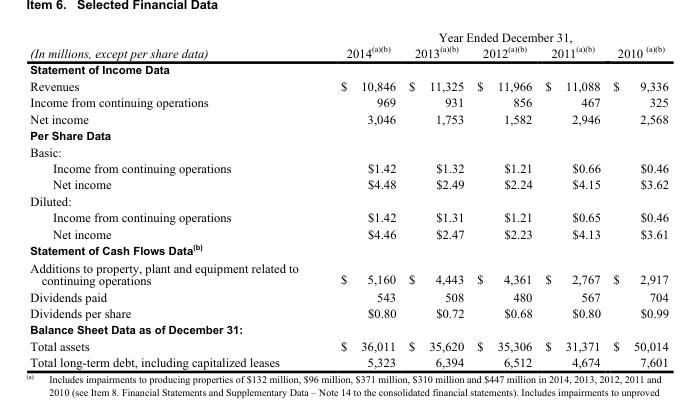 Item 6. Selected Financial Data
Year Ended December 31,
(In millions, except per share data) 2014(a)(b) 2013(a)(b) 2012(a)(b) 2011(a)(b) 2010 (a)(b)
Statement of Income Data
Revenues $ 10,846 $ 11,325 $ 11,966 $ 11,088 $ 9,336
Income from continuing operations 969 931 856 467 325
Net income 3,046 1,753 1,582 2,946 2,568
Per Share Data
Basic:
Income from continuing operations $1.42 $1.32 $1.21 $0.66 $0.46
Net income $4.48 $2.49 $2.24 $4.15 $3.62
Diluted:
Income from continuing operations $1.42 $1.31 $1.21 $0.65 $0.46
Net income $4.46 $2.47 $2.23 $4.13 $3.61
Statement of Cash Flows Data(b)
Additions to property, plant and equipment related to
continuing operations $ 5,160 $ 4,443 $ 4,361 $ 2,767 $ 2,917
Dividends paid 543 508 480 567 704
Dividends per share $0.80 $0.72 $0.68 $0.80 $0.99
Balance Sheet Data as of December 31:
Total assets $ 36,011 $ 35,620 $ 35,306 $ 31,371 $ 50,014
Total long-term debt, including capitalized leases 5,323 6,394 6,512 4,674 7,601
(a) Includes impairments to producing properties of $132 million, $96 million, $371 million, $310 million and $447 million in 2014, 2013, 2012, 2011 and
2010 (see Item 8. Financial Statements and Supplementary Data – Note 14 to the consolidated financial statements). Includes impairments to unproved